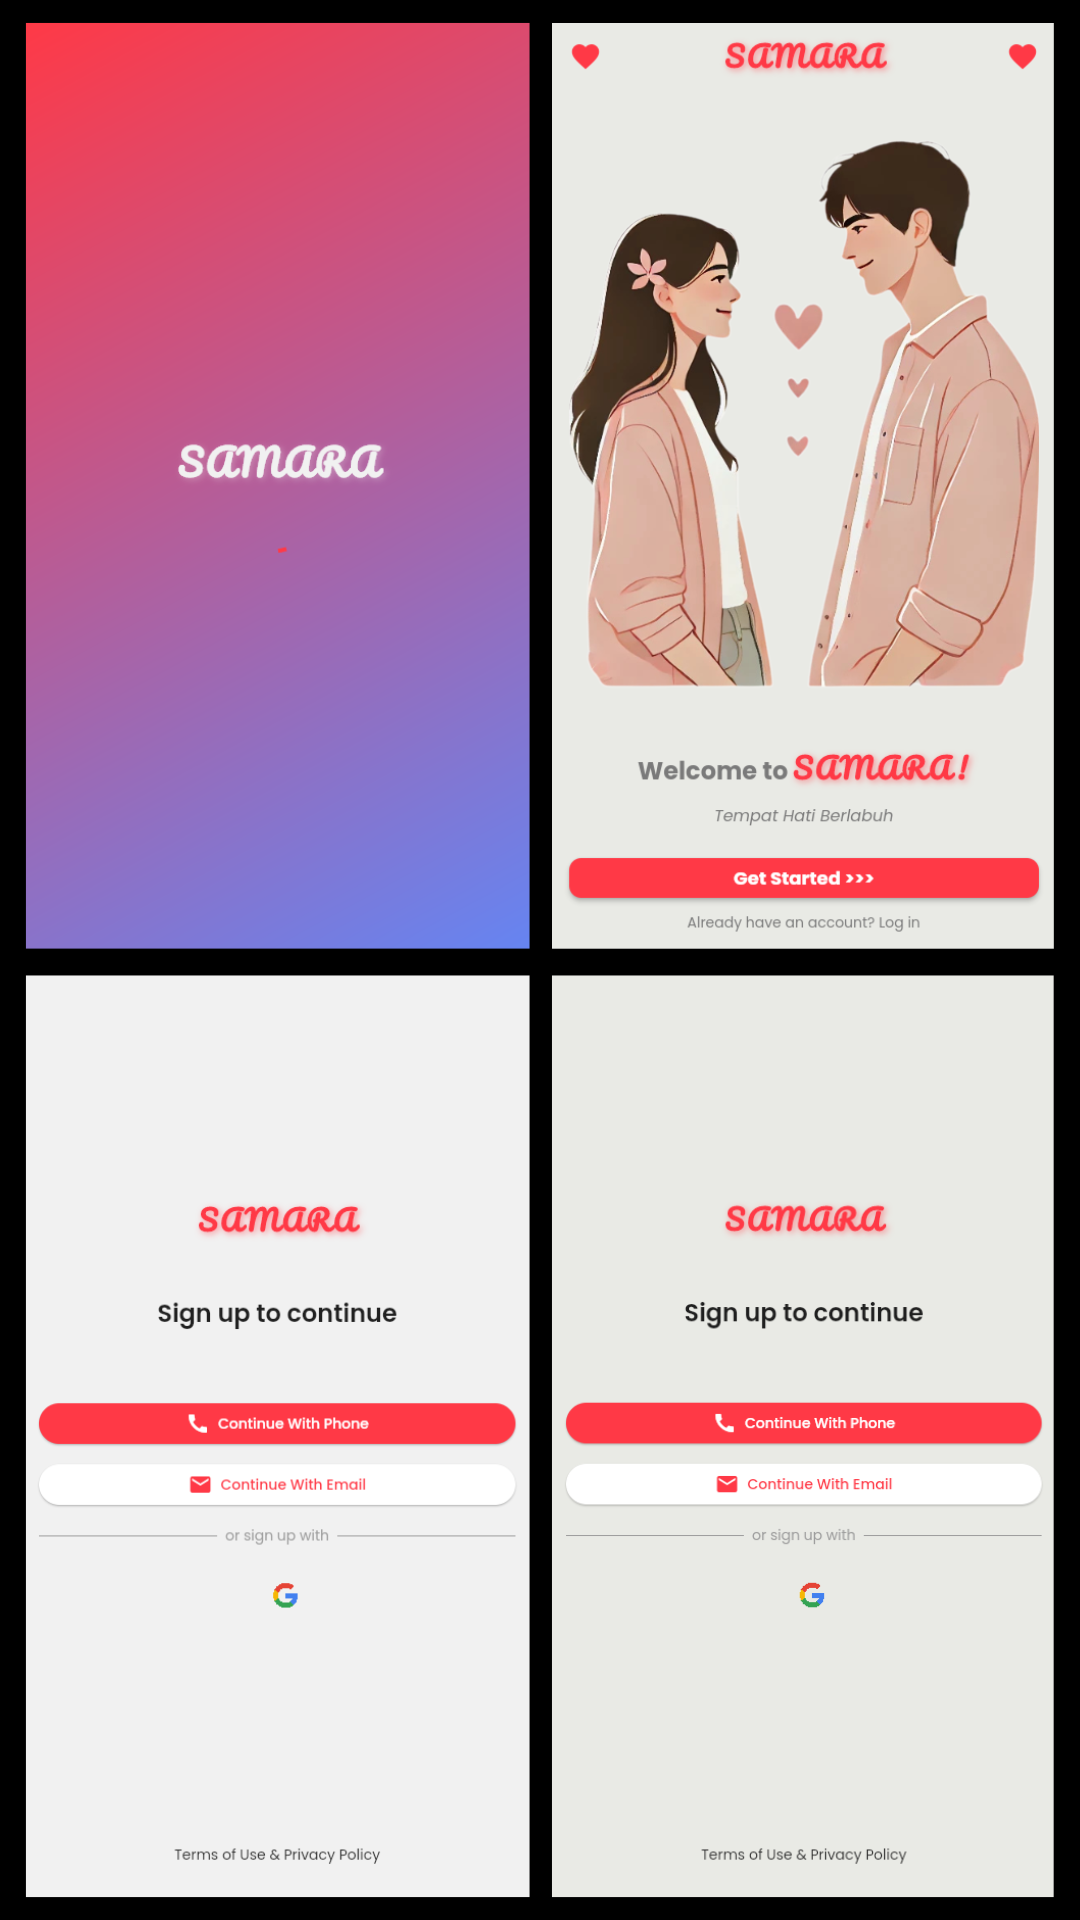 SAMARA
SAMARA
Welcome to SAMARA!
Tempat Hati Berlabuh
Get Started >>>
Already have an account? Log in
SAMARA
Sign up to continue
Continue With Phone
Continue With Email
or sign up with
G
Terms of Use & Privacy Policy
SAMARA
Sign up to continue
Continue With Phone
Continue With Email
or sign up with
G
Terms of Use & Privacy Policy